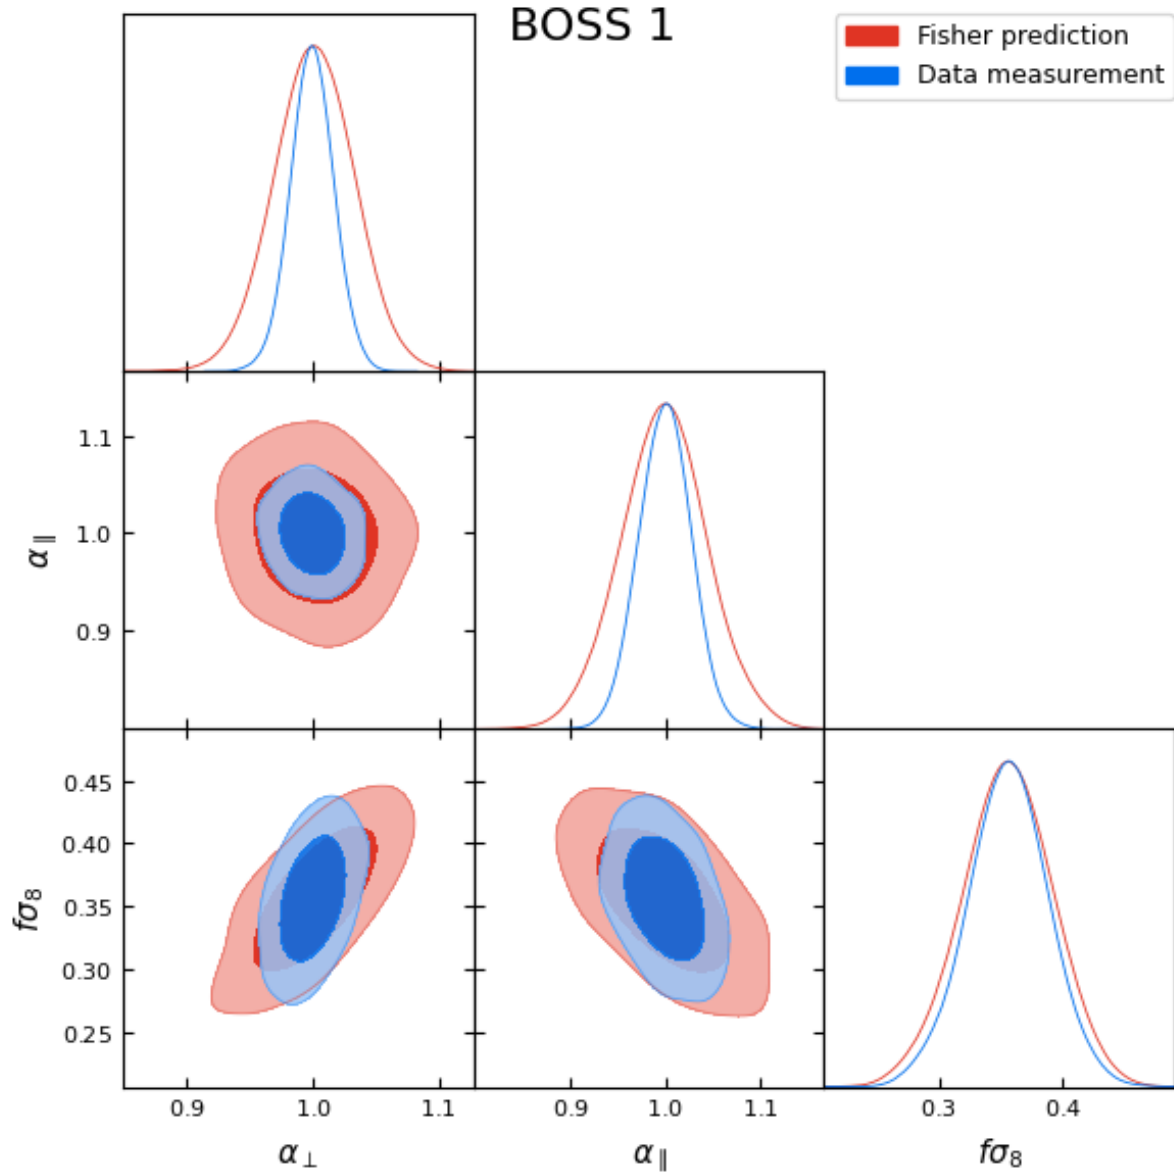 BOSS 1
Fisher prediction
Data measurement
1.1
1.0
0.9
α∥
0.45
0.40
0.35
0.30
0.25
fσ₈
0.9 1.0 1.1 0.9 1.0 1.1 0.3 0.4
α⊥ α∥ fσ₈